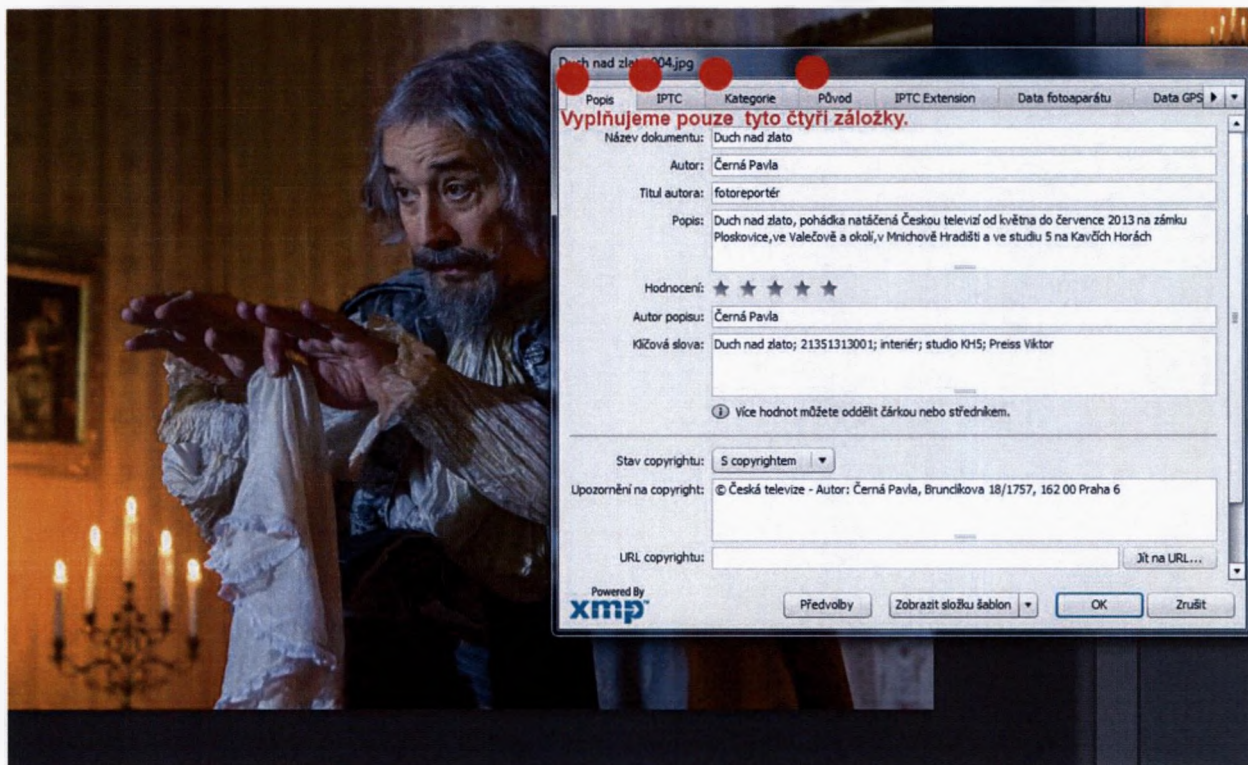 Duch nad zlato004.jpg
Popis IPTC Kategorie Původ IPTC Extension Data fotoaparátu Data GPS
Vyplňujeme pouze tyto čtyři záložky.
Název dokumentu: Duch nad zlato
Autor: Černá Pavla
Titul autora: fotoreportér
Popis: Duch nad zlato, pohádka natáčená Českou televizí od května do července 2013 na zámku
Ploskovice,ve Valečově a okolí,v Mnichově Hradišti a ve studiu 5 na Kavčích Horách
Hodnocení:
Autor popisu: Černá Pavla
Klíčová slova: Duch nad zlato; 21351313001; interiér; studio KH5; Preiss Viktor
Více hodnot můžete oddělit čárkou nebo středníkem.
Stav copyrightu: S copyrightem
Upozornění na copyright: © Česká televize - Autor: Černá Pavla, Brunclíkova 18/1757, 162 00 Praha 6
URL copyrightu: Jít na URL...
Powered By
xmp™
Předvolby Zobrazit složku šablon OK Zrušit